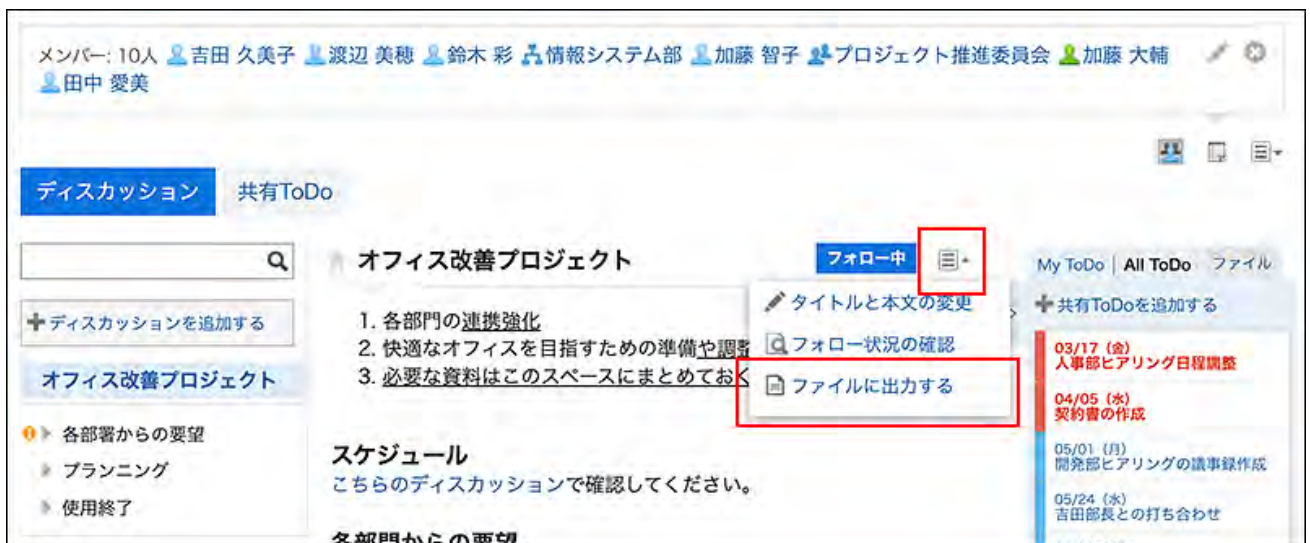 メンバー: 10人 吉田 久美子 渡辺 美穂 鈴木 彩 情報システム部 加藤 智子 プロジェクト推進委員会 加藤 大輔
田中 愛美
ディスカッション 共有ToDo
オフィス改善プロジェクト フォロー中
My ToDo | All ToDo ファイル
ディスカッションを追加する
オフィス改善プロジェクト
各部署からの要望
プランニング
使用終了
1. 各部門の連携強化
2. 快適なオフィスを目指すための準備や調整
3. 必要な資料はこのスペースにまとめておく
スケジュール
こちらのディスカッションで確認してください。
各部門からの要望
タイトルと本文の変更
フォロー状況の確認
ファイルに出力する
共有ToDoを追加する
03/17 (金)
人事部ヒアリング日程調整
04/05 (水)
契約書の作成
05/01 (月)
開発部ヒアリングの議事録作成
05/24 (水)
吉田部長との打ち合わせ